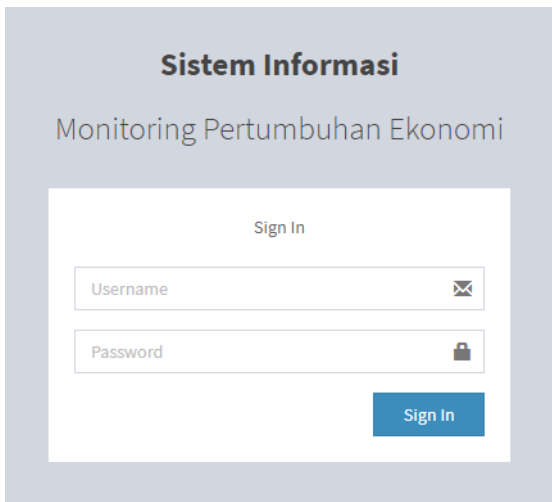 Sistem Informasi
Monitoring Pertumbuhan Ekonomi
Sign In
Username
Password
Sign In